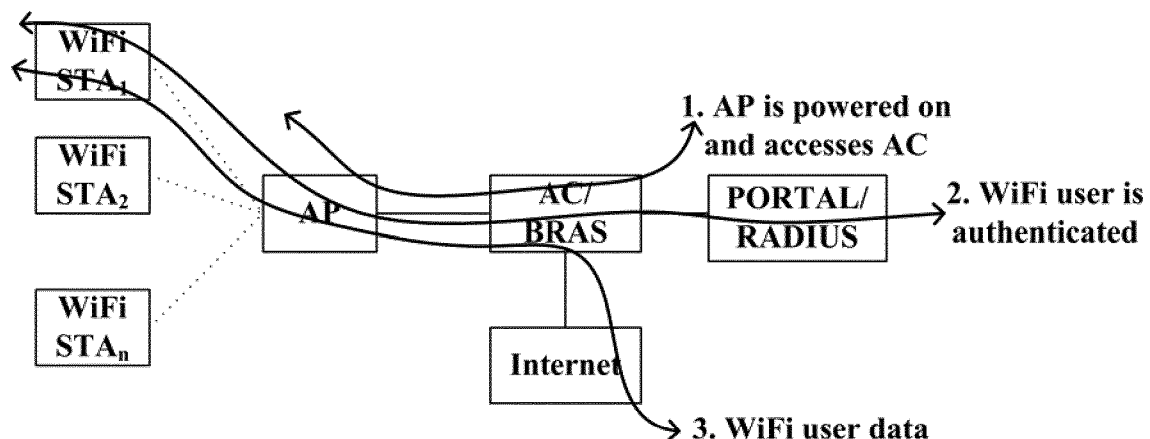 WiFi
STA1
1. AP is powered on
and accesses AC
WiFi
STA2
AP
AC/
BRAS
PORTAL/
RADIUS
2. WiFi user is
authenticated
WiFi
STAn
Internet
3. WiFi user data